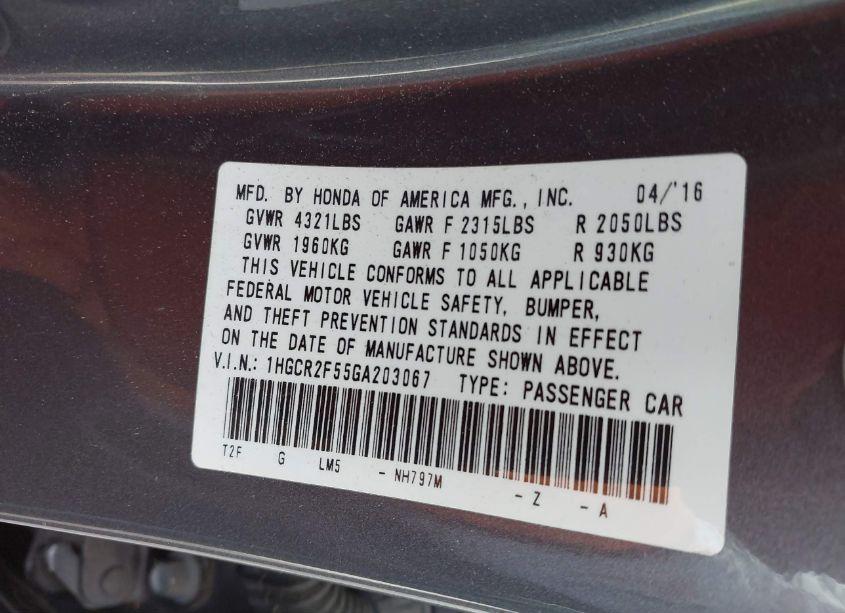 MFD. BY HONDA OF AMERICA MFG., INC. 04/'16
GVWR 4321LBS GAWR F 2315LBS R 2050LBS
GVWR 1960KG GAWR F 1050KG R 930KG
THIS VEHICLE CONFORMS TO ALL APPLICABLE
FEDERAL MOTOR VEHICLE SAFETY, BUMPER,
AND THEFT PREVENTION STANDARDS IN EFFECT
ON THE DATE OF MANUFACTURE SHOWN ABOVE.
V.I.N.: 1HGCR2F55GA203067 TYPE: PASSENGER CAR
T2F G LM5 - NH797M - Z - A